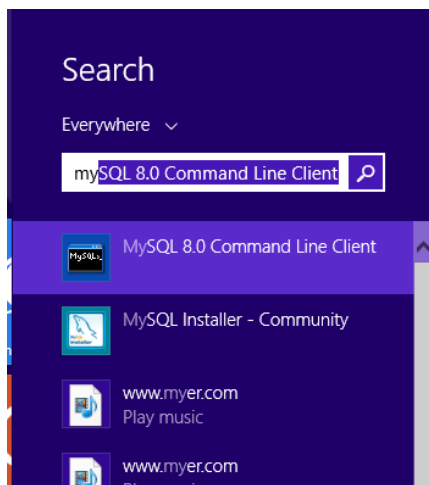 Search
Everywhere
mySQL 8.0 Command Line Client
MySQL 8.0 Command Line Client
MySQL Installer - Community
www.myer.com
Play music
www.myer.com